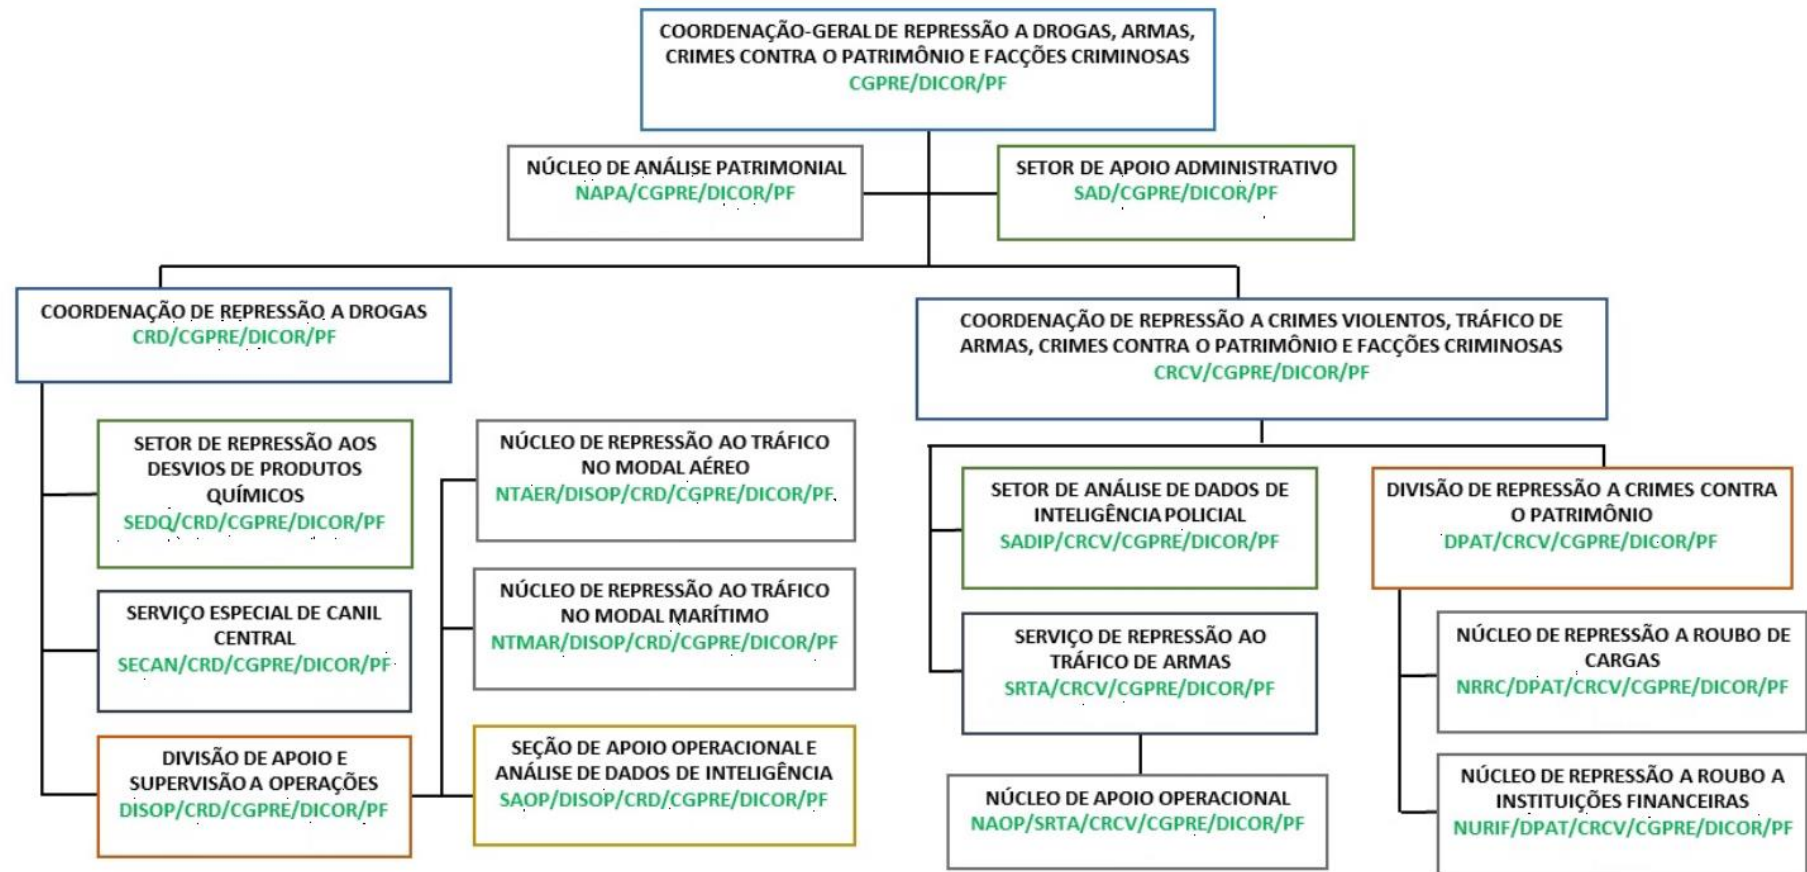 COORDENAÇÃO-GERAL DE REPRESSÃO A DROGAS, ARMAS,
CRIMES CONTRA O PATRIMÔNIO E FACÇÕES CRIMINOSAS
CGPRE/DICOR/PF
NÚCLEO DE ANÁLISE PATRIMONIAL
NAPA/CGPRE/DICOR/PF
SETOR DE APOIO ADMINISTRATIVO
SAD/CGPRE/DICOR/PF
COORDENAÇÃO DE REPRESSÃO A DROGAS
CRD/CGPRE/DICOR/PF
COORDENAÇÃO DE REPRESSÃO A CRIMES VIOLENTOS, TRÁFICO DE
ARMAS, CRIMES CONTRA O PATRIMÔNIO E FACÇÕES CRIMINOSAS
CRCV/CGPRE/DICOR/PF
SETOR DE REPRESSÃO AOS
DESVIOS DE PRODUTOS
QUÍMICOS
SEDQ/CRD/CGPRE/DICOR/PF
SERVIÇO ESPECIAL DE CANIL
CENTRAL
SECAN/CRD/CGPRE/DICOR/PF
DIVISÃO DE APOIO E
SUPERVISÃO A OPERAÇÕES
DISOP/CRD/CGPRE/DICOR/PF
NÚCLEO DE REPRESSÃO AO TRÁFICO
NO MODAL AÉREO
NTAER/DISOP/CRD/CGPRE/DICOR/PF
NÚCLEO DE REPRESSÃO AO TRÁFICO
NO MODAL MARÍTIMO
NTMAR/DISOP/CRD/CGPRE/DICOR/PF
SEÇÃO DE APOIO OPERACIONAL E
ANÁLISE DE DADOS DE INTELIGÊNCIA
SAOP/DISOP/CRD/CGPRE/DICOR/PF
SETOR DE ANÁLISE DE DADOS DE
INTELIGÊNCIA POLICIAL
SADIP/CRCV/CGPRE/DICOR/PF
SERVIÇO DE REPRESSÃO AO
TRÁFICO DE ARMAS
SRTA/CRCV/CGPRE/DICOR/PF
NÚCLEO DE APOIO OPERACIONAL
NAOP/SRTA/CRCV/CGPRE/DICOR/PF
DIVISÃO DE REPRESSÃO A CRIMES CONTRA
O PATRIMÔNIO
DPAT/CRCV/CGPRE/DICOR/PF
NÚCLEO DE REPRESSÃO A ROUBO DE
CARGAS
NRRC/DPAT/CRCV/CGPRE/DICOR/PF
NÚCLEO DE REPRESSÃO A ROUBO A
INSTITUIÇÕES FINANCEIRAS
NURIF/DPAT/CRCV/CGPRE/DICOR/PF